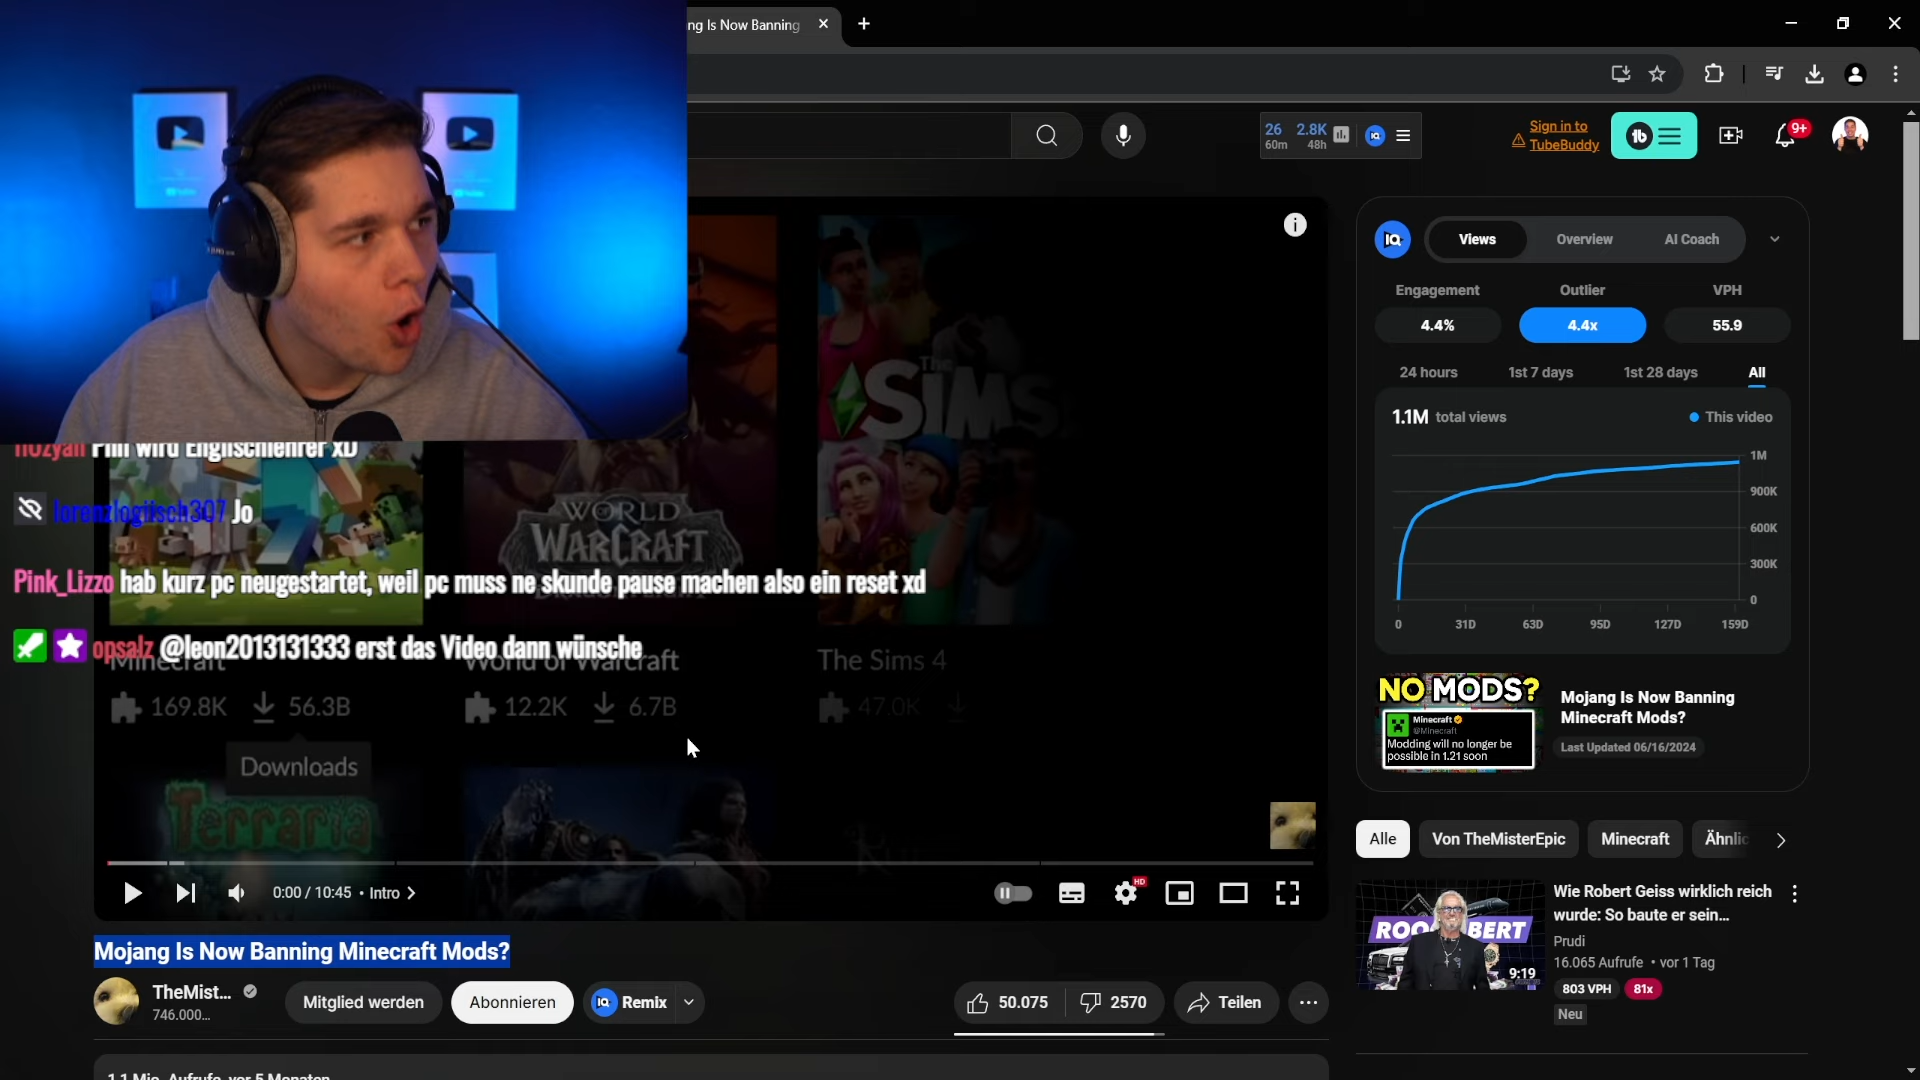 ng Is Now Banning
26 2.8K
60m 48h
Sign in to
TubeBuddy
9+
Views Overview AI Coach
Engagement Outlier VPH
4.4% 4.4x 55.9
24 hours 1st 7 days 1st 28 days All
1.1M total views This video
1M
900K
600K
300K
0
0 31D 63D 95D 127D 159D
NO MODS?
Minecraft
@Minecraft
Modding will no longer be
possible in 1.21 soon
Mojang Is Now Banning
Minecraft Mods?
Last Updated 06/16/2024
The SIMS
WORLD OF WARCRAFT
wird Englischlehrer xD
lorenzlogiisch307 Jo
Pink_Lizzo hab kurz pc neugestartet, weil pc muss ne skunde pause machen also ein reset xd
opsalz @leon2013131333 erst das Video dann wünsche
Minecraft World of Warcraft The Sims 4
169.8K 56.3B 12.2K 6.7B 47.0K
Downloads
Terraria
0:00 / 10:45 • Intro
HD
Mojang Is Now Banning Minecraft Mods?
TheMist...
746.000...
Mitglied werden Abonnieren Remix 50.075 2570 Teilen
1,1 Mio. Aufrufe vor 5 Monaten
Alle Von TheMisterEpic Minecraft Ähnlic
9:19
Wie Robert Geiss wirklich reich
wurde: So baute er sein...
Prudi
16.065 Aufrufe • vor 1 Tag
803 VPH 81x
Neu